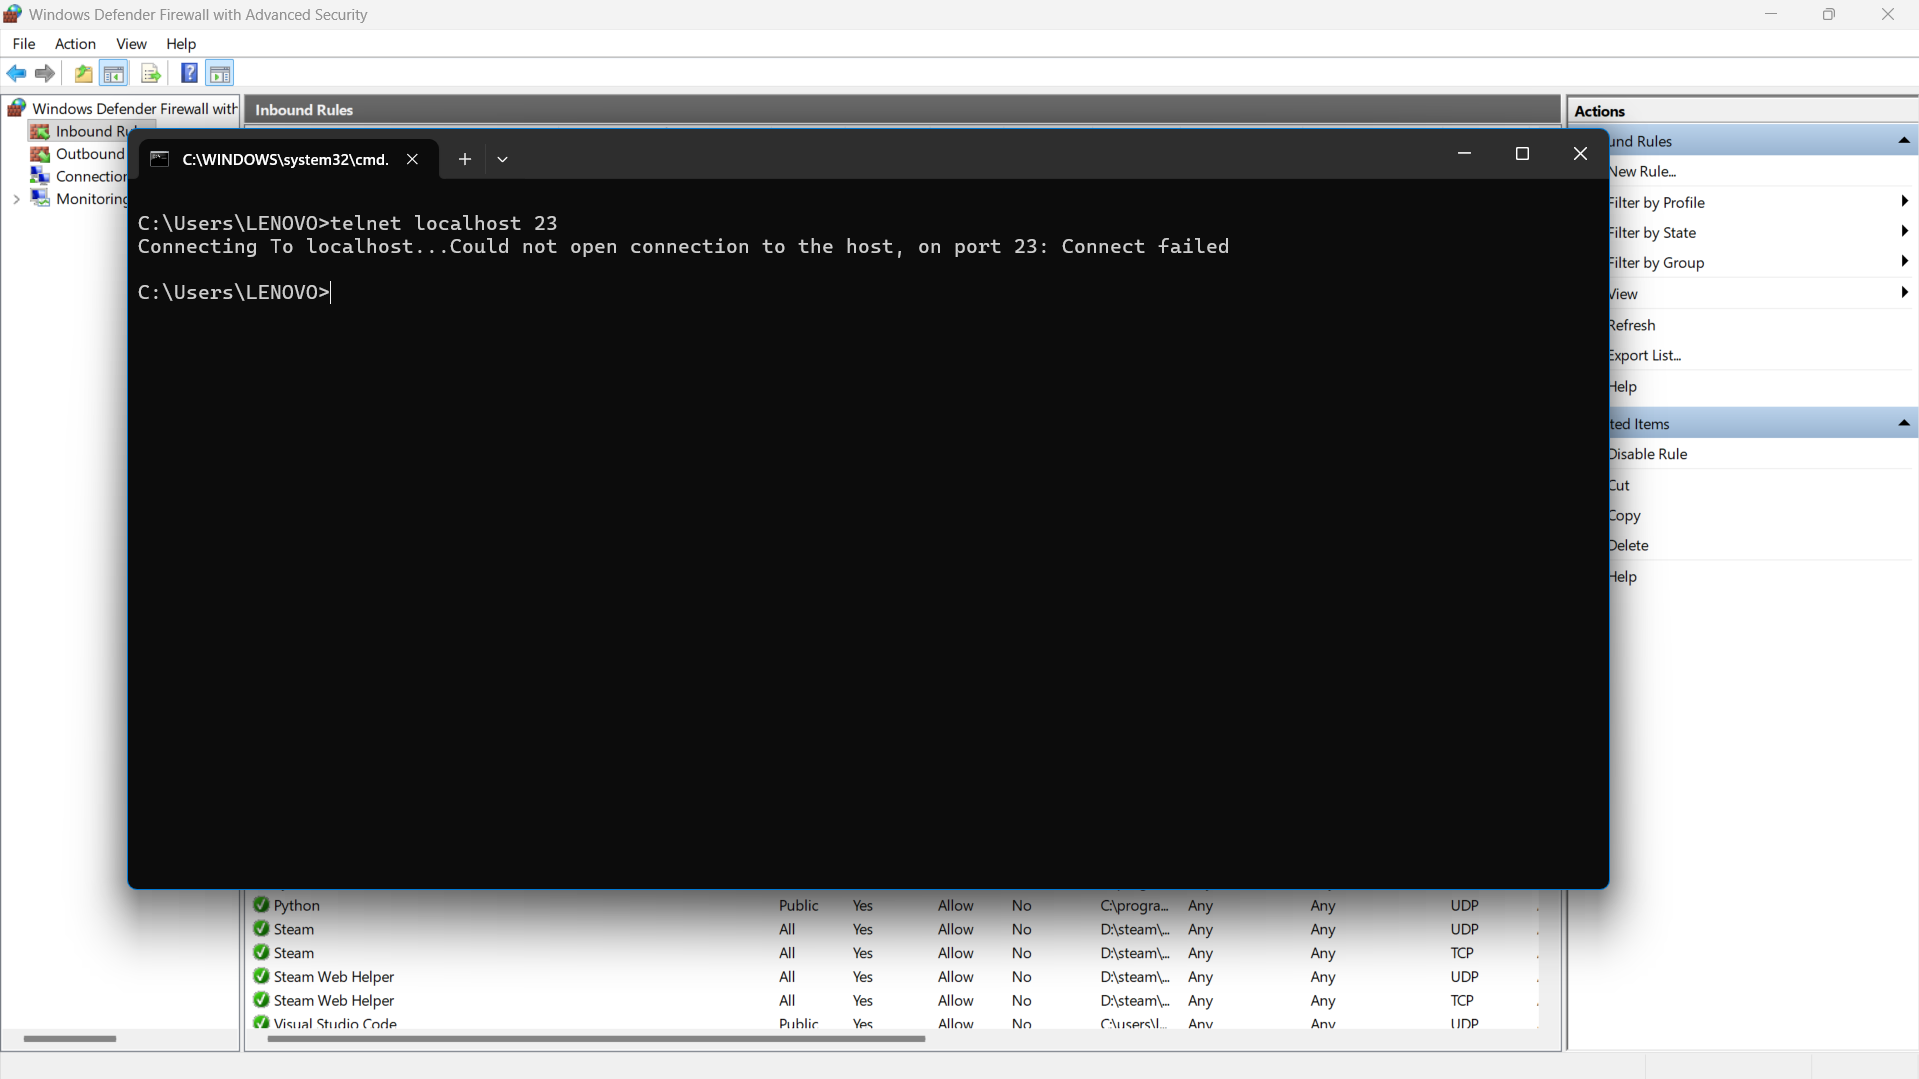 Windows Defender Firewall with Advanced Security
File Action View Help
Windows Defender Firewall with
Inbound
Outbound
Connection
Monitoring
Inbound Rules
Actions
und Rules
New Rule...
Filter by Profile
Filter by State
Filter by Group
View
Refresh
Export List...
Help
ted Items
Disable Rule
Cut
Copy
Delete
Help
C:\WINDOWS\system32\cmd.
C:\Users\LENOVO>telnet localhost 23
Connecting To localhost...Could not open connection to the host, on port 23: Connect failed
C:\Users\LENOVO>
Python Public Yes Allow No C:\progra... Any Any UDP
Steam All Yes Allow No D:\steam\... Any Any UDP
Steam All Yes Allow No D:\steam\... Any Any TCP
Steam Web Helper All Yes Allow No D:\steam\... Any Any UDP
Steam Web Helper All Yes Allow No D:\steam\... Any Any TCP
Visual Studio Code Public Yes Allow No C:\users\l... Any Any UDP